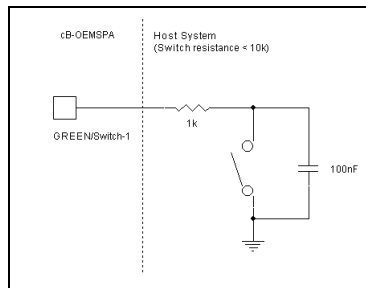 cB-OEMSPA
Host System
(Switch resistance < 10k)
1k
GREEN/Switch-1
100nF